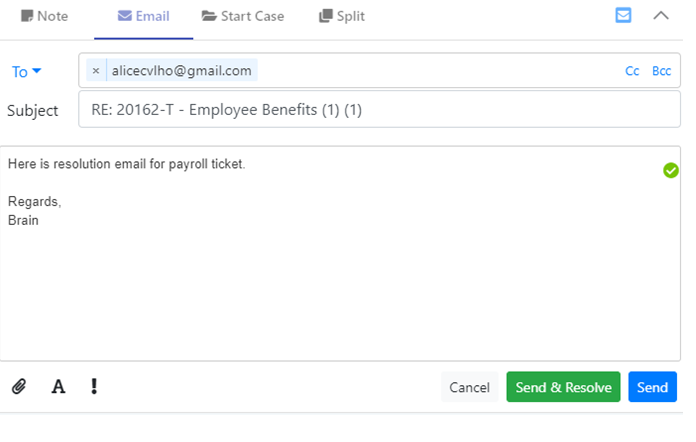 Note Email Start Case Split
To × alicecvlho@gmail.com Cc Bcc
Subject RE: 20162-T - Employee Benefits (1) (1)
Here is resolution email for payroll ticket.
Regards,
Brain
A ! Cancel Send & Resolve Send